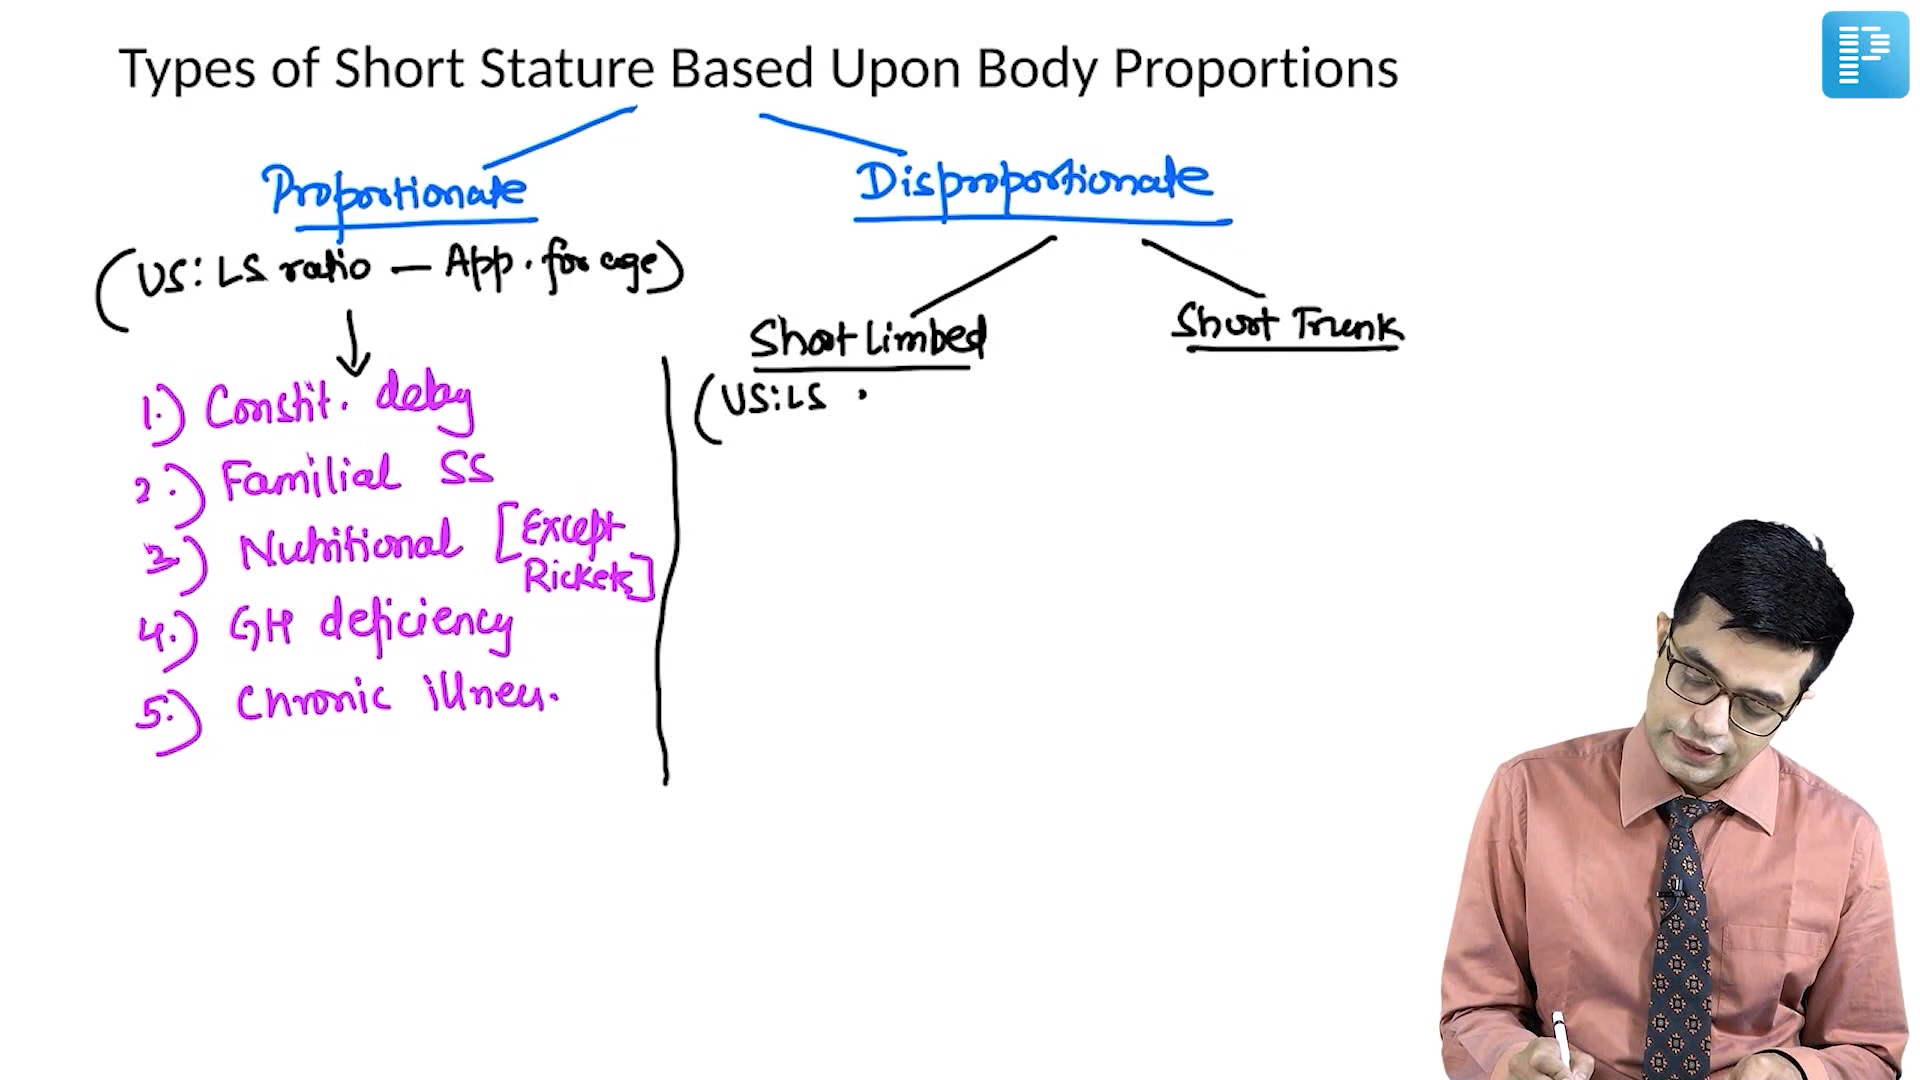 Types of Short Stature Based Upon Body Proportions
Proportionate
Disproportionate
(US:LS ratio — App. for age)
Short Limbed
Short Trunk
(US:LS
1.) Constit. delay
2.) Familial SS
3.) Nutritional [Except
Rickets]
4.) GH deficiency
5.) Chronic illness.
P